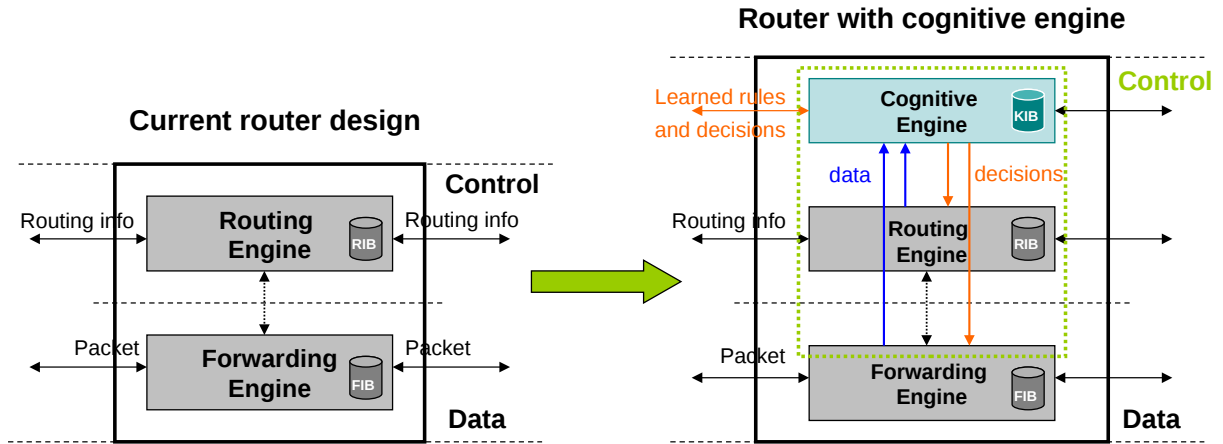 Router with cognitive engine
Current router design
Control
Routing info
Routing
Engine
RIB
Routing info
Packet
Forwarding
Engine
FIB
Packet
Data
Control
Learned rules
and decisions
Cognitive
Engine
KIB
data
decisions
Routing info
Routing
Engine
RIB
Packet
Forwarding
Engine
FIB
Data